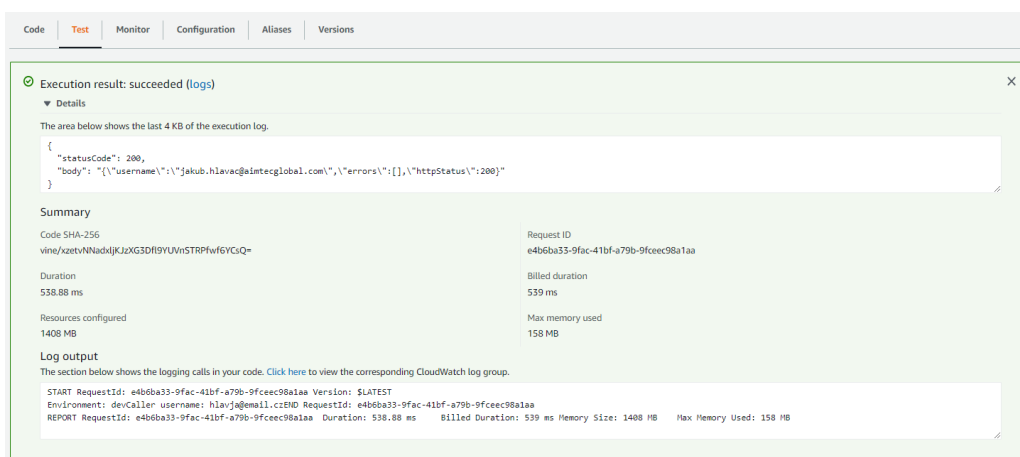 Code Test Monitor Configuration Aliases Versions
Execution result: succeeded (logs)
Details
The area below shows the last 4 KB of the execution log.
{
"statusCode": 200,
"body": "{\"username\":\"jakub.hlavac@aimtecglobal.com\",\"errors\":[],\"httpStatus\":200}"
}
Summary
Code SHA-256
vine/xzetvNNadxljKJzXG3Dfl9YUVnSTRPfwf6YCsQ=
Request ID
e4b6ba33-9fac-41bf-a79b-9fceec98a1aa
Duration
538.88 ms
Billed duration
539 ms
Resources configured
1408 MB
Max memory used
158 MB
Log output
The section below shows the logging calls in your code. Click here to view the corresponding CloudWatch log group.
START RequestId: e4b6ba33-9fac-41bf-a79b-9fceec98a1aa Version: $LATEST
Environment: devCaller username: hlavja@email.czEND RequestId: e4b6ba33-9fac-41bf-a79b-9fceec98a1aa
REPORT RequestId: e4b6ba33-9fac-41bf-a79b-9fceec98a1aa Duration: 538.88 ms Billed Duration: 539 ms Memory Size: 1408 MB Max Memory Used: 158 MB